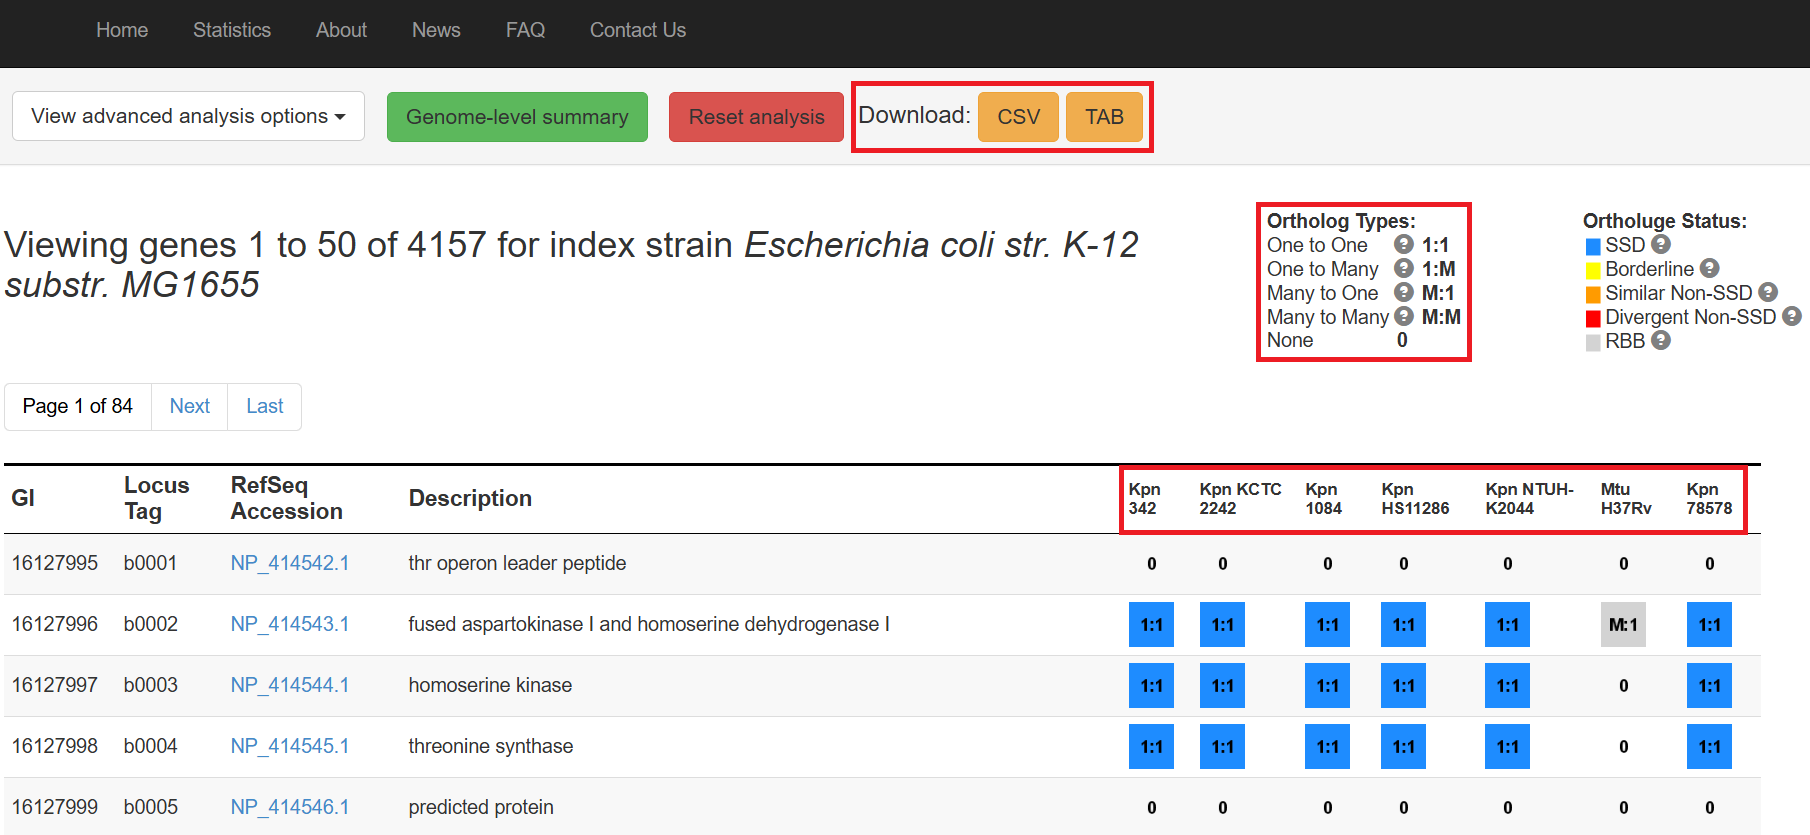 Home Statistics About News FAQ Contact Us
View advanced analysis options Genome-level summary Reset analysis Download: CSV TAB
Viewing genes 1 to 50 of 4157 for index strain Escherichia coli str. K-12
substr. MG1655
Ortholog Types:
One to One ? 1:1
One to Many ? 1:M
Many to One ? M:1
Many to Many ? M:M
None 0
Ortholuge Status:
SSD ?
Borderline ?
Similar Non-SSD ?
Divergent Non-SSD ?
RBB ?
Page 1 of 84 Next Last
GI Locus Tag RefSeq Accession Description Kpn 342 Kpn KCTC 2242 Kpn 1084 Kpn HS11286 Kpn NTUH-K2044 Mtu H37Rv Kpn 78578
16127995 b0001 NP_414542.1 thr operon leader peptide 0 0 0 0 0 0 0
16127996 b0002 NP_414543.1 fused aspartokinase I and homoserine dehydrogenase I 1:1 1:1 1:1 1:1 1:1 M:1 1:1
16127997 b0003 NP_414544.1 homoserine kinase 1:1 1:1 1:1 1:1 1:1 0 1:1
16127998 b0004 NP_414545.1 threonine synthase 1:1 1:1 1:1 1:1 1:1 0 1:1
16127999 b0005 NP_414546.1 predicted protein 0 0 0 0 0 0 0